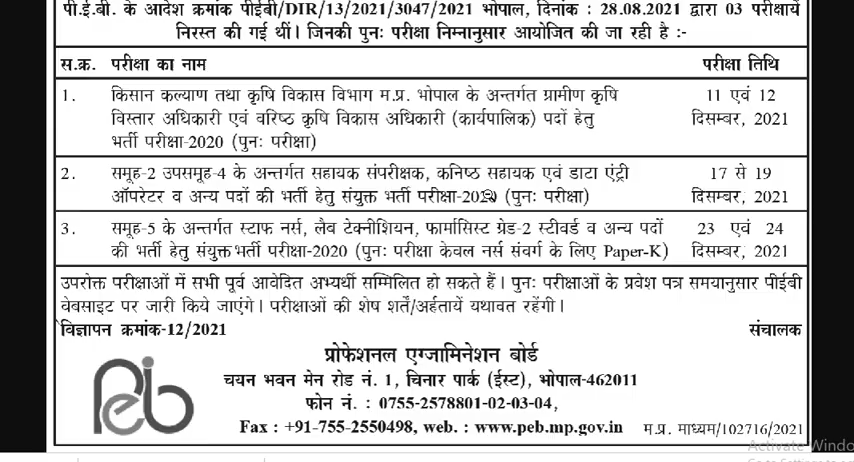 पी.ई.बी. के आदेश क्रमांक पीईबी/DIR/13/2021/3047/2021 भोपाल, दिनांक : 28.08.2021 द्वारा 03 परीक्षायें
निरस्त की गई थीं। जिनकी पुनः परीक्षा निम्नानुसार आयोजित की जा रही है :-
स.क्र. परीक्षा का नाम परीक्षा तिथि
1. किसान कल्याण तथा कृषि विकास विभाग म.प्र. भोपाल के अन्तर्गत ग्रामीण कृषि 11 एवं 12
विस्तार अधिकारी एवं वरिष्ठ कृषि विकास अधिकारी (कार्यपालिक) पदों हेतु दिसम्बर, 2021
भर्ती परीक्षा-2020 (पुनः परीक्षा)
2. समूह-2 उपसमूह-4 के अन्तर्गत सहायक संपरीक्षक, कनिष्ठ सहायक एवं डाटा एंट्री 17 से 19
ऑपरेटर व अन्य पदों की भर्ती हेतु संयुक्त भर्ती परीक्षा- (पुनः परीक्षा) दिसम्बर, 2021
3. समूह-5 के अन्तर्गत स्टाफ नर्स, लैव टेक्नीशियन, फार्मासिस्ट ग्रेड-2 स्टीवर्ड व अन्य पदों 23 एवं 24
की भर्ती हेतु संयुक्त भर्ती परीक्षा-2020 (पुनः परीक्षा केवल नर्स संवर्ग के लिए Paper-K) दिसम्बर, 2021
उपरोक्त परीक्षाओं में सभी पूर्व आवेदित अभ्यर्थी सम्मिलित हो सकते हैं। पुनः परीक्षाओं के प्रवेश पत्र समयानुसार पीईबी
वेबसाइट पर जारी किये जाएंगे। परीक्षाओं की शेष शर्तें/अर्हतायें यथावत रहेंगी।
विज्ञापन क्रमांक-12/2021 संचालक
प्रोफेशनल एग्जामिनेशन बोर्ड
चयन भवन मेन रोड नं. 1, चिनार पार्क (ईस्ट), भोपाल-462011
फोन नं. : 0755-2578801-02-03-04,
Fax : +91-755-2550498, web. : www.peb.mp.gov.in म.प्र. माध्यम/102716/2021
Peb
Activate Windo